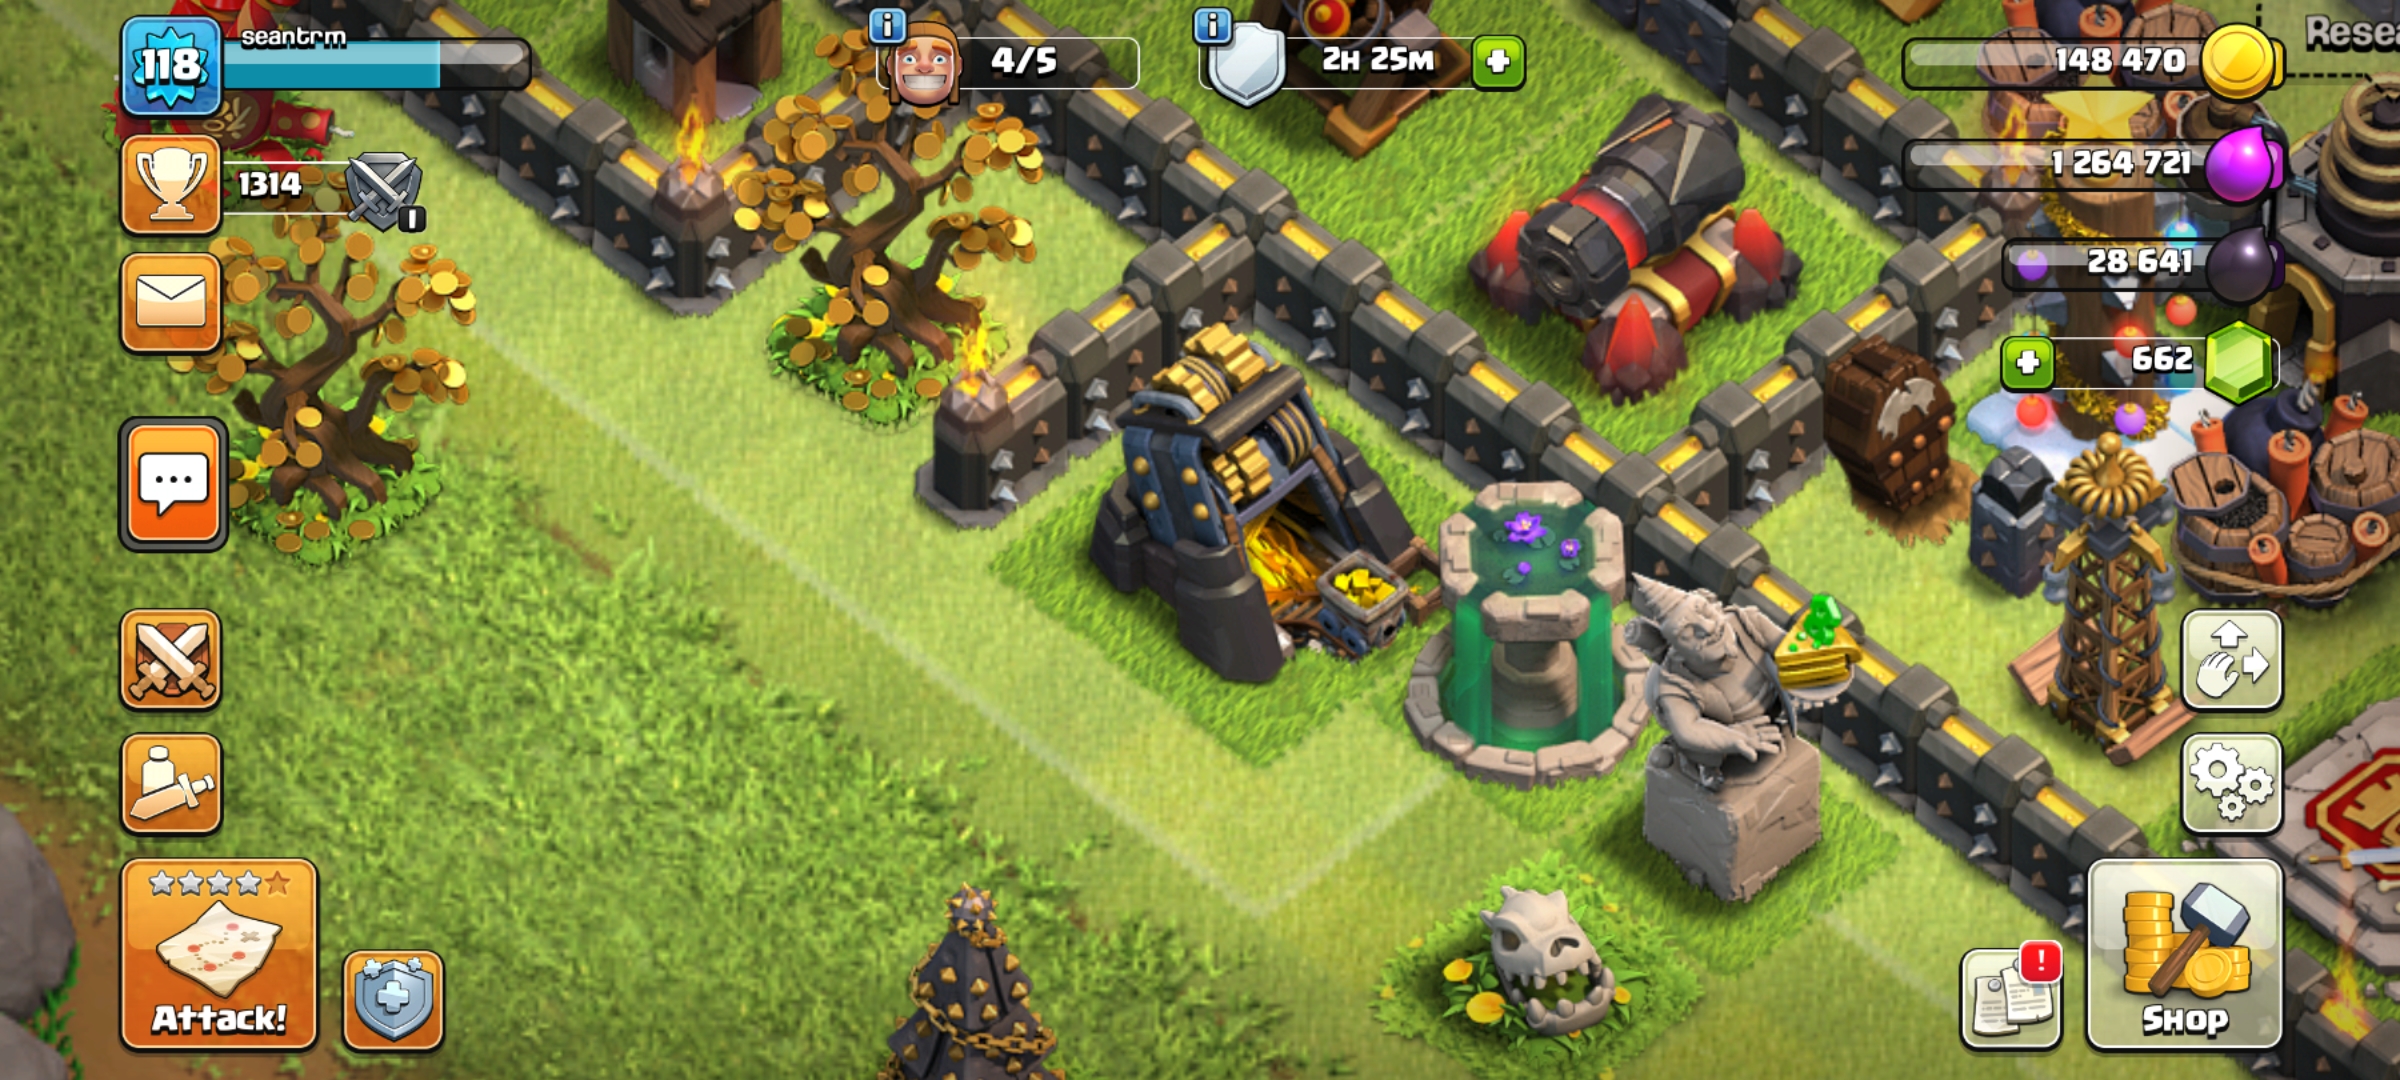 118
seantrm
4/5
2H 25M
148 470
Resea
1314
1 264 721
I
28 641
662
Attack!
!
Shop